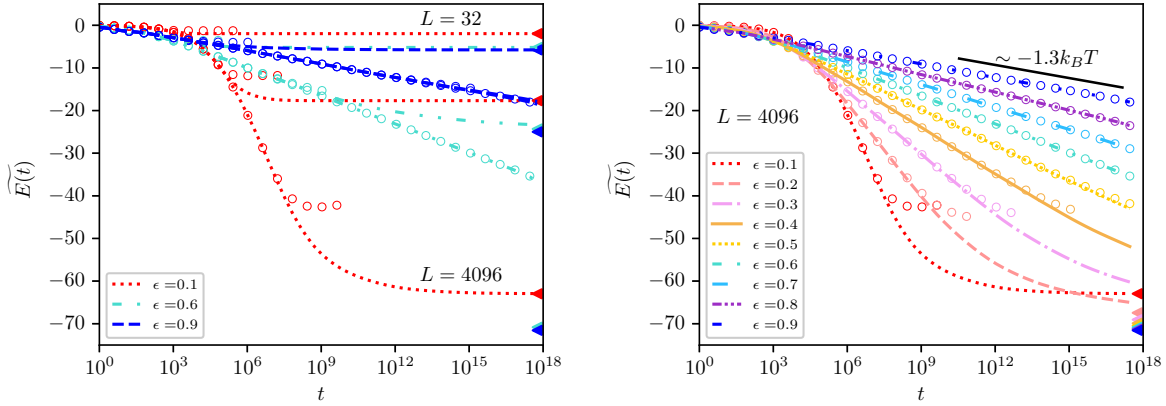 L = 32
0
−10
−20
−30
−40
−50
−60
−70
Ẽ(t)
L = 4096
ϵ =0.1
ϵ =0.6
ϵ =0.9
10^0 10^3 10^6 10^9 10^12 10^15 10^18
t
0
−10
−20
−30
−40
−50
−60
−70
Ẽ(t)
∼ −1.3k_BT
L = 4096
ϵ =0.1
ϵ =0.2
ϵ =0.3
ϵ =0.4
ϵ =0.5
ϵ =0.6
ϵ =0.7
ϵ =0.8
ϵ =0.9
10^0 10^3 10^6 10^9 10^12 10^15 10^18
t